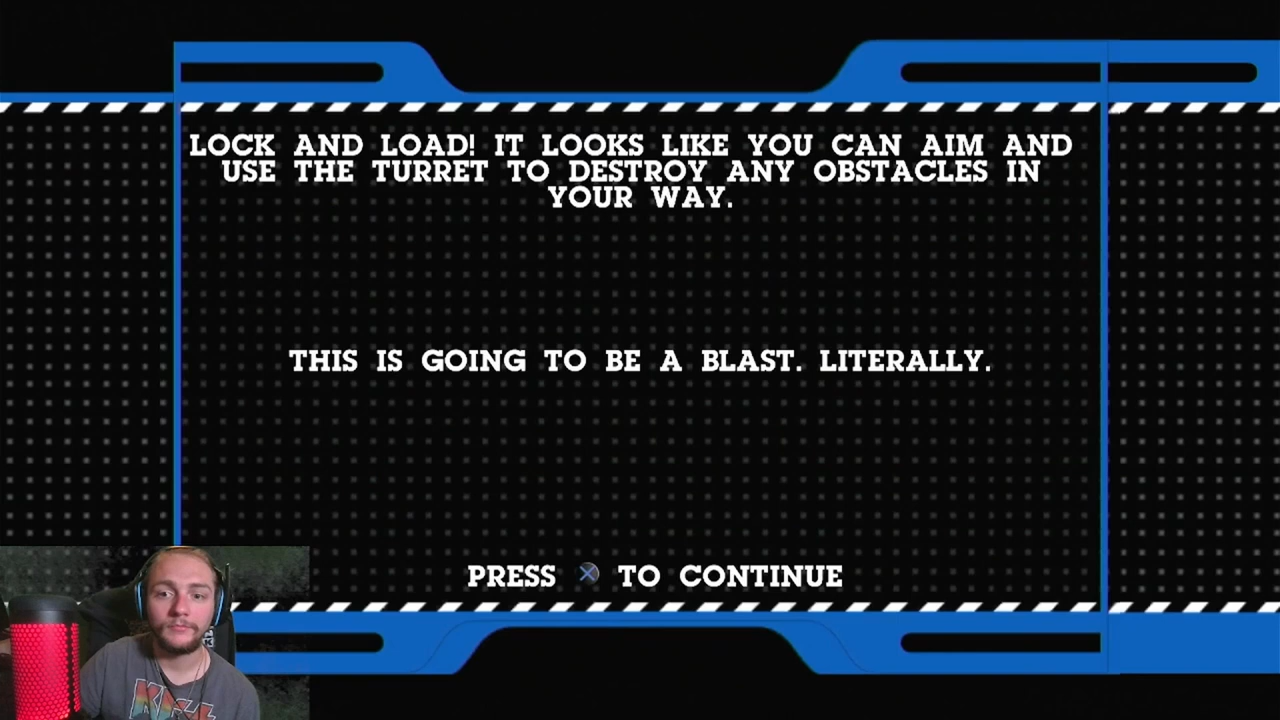 LOCK AND LOAD! IT LOOKS LIKE YOU CAN AIM AND
USE THE TURRET TO DESTROY ANY OBSTACLES IN
YOUR WAY.
THIS IS GOING TO BE A BLAST. LITERALLY.
PRESS TO CONTINUE